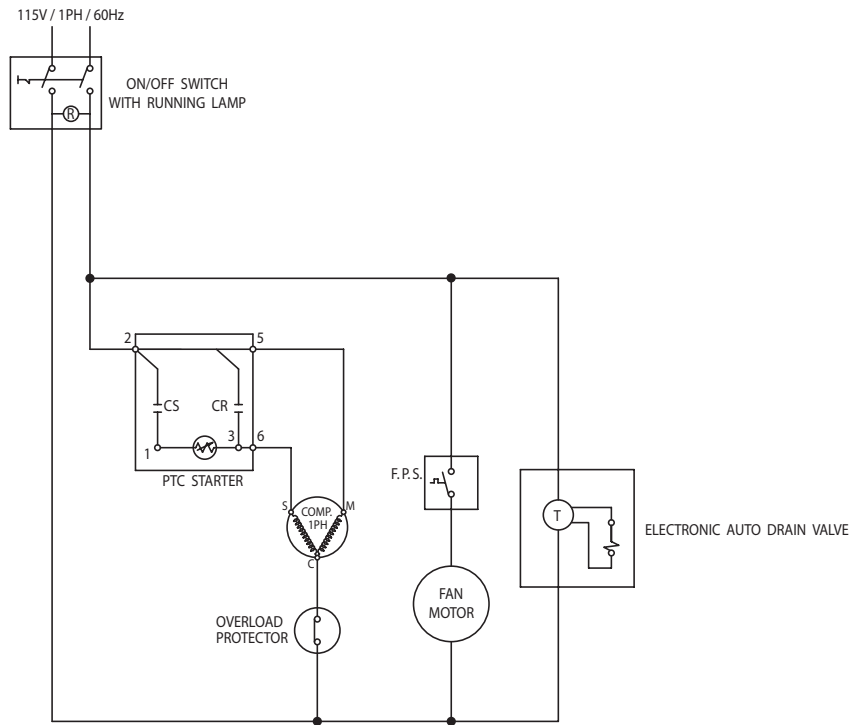 115V / 1PH / 60Hz
ON/OFF SWITCH
WITH RUNNING LAMP
R
2
5
CS
CR
1
3
6
PTC STARTER
S
M
COMP.
1PH
C
OVERLOAD
PROTECTOR
F.P.S.
FAN
MOTOR
T
ELECTRONIC AUTO DRAIN VALVE